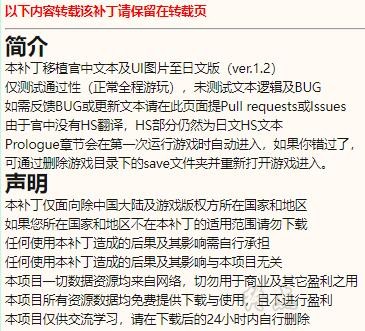 以下内容转载该补丁请保留在转载页
简介
本补丁移植官中文本及UI图片至日文版（ver.1.2）
仅测试通过性（正常全程游玩），未测试文本逻辑及BUG
如需反馈BUG或更新文本请在此页面提Pull requests或Issues
由于官中没有HS翻译，HS部分仍然为日文HS文本
Prologue章节会在第一次运行游戏时自动进入，如果你错过了，
可通过删除游戏目录下的save文件夹并重新打开游戏进入。
声明
本补丁仅面向除中国大陆及游戏版权方所在国家和地区
如果您所在国家和地区不在本补丁的适用范围请勿下载
任何使用本补丁造成的后果及其影响需自行承担
任何使用本补丁造成的后果及其影响与本项目无关
本项目一切数据资源均来自网络，切勿用于商业及其它盈利之用
本项目所有资源数据均免费提供下载与使用，且不进行盈利
本项目仅供交流学习，请在下载后的24小时内自行删除